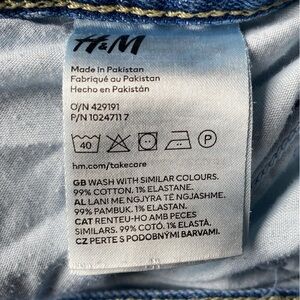 H&M
Made in Pakistan
Fabriqué au Pakistan
Hecho en Pakistán
O/N 429191
P/N 10247117
40
P
hm.com/takecare
GB WASH WITH SIMILAR COLOURS.
99% COTTON. 1% ELASTANE.
AL LANI ME NGJYRA TË NGJASHME.
99% PAMBUK. 1% ELASTAN.
CAT RENTEU-HO AMB PECES
SIMILARS. 99% COTÓ. 1% ELASTÀ.
CZ PERTE S PODOBNÝMI BARVAMI.